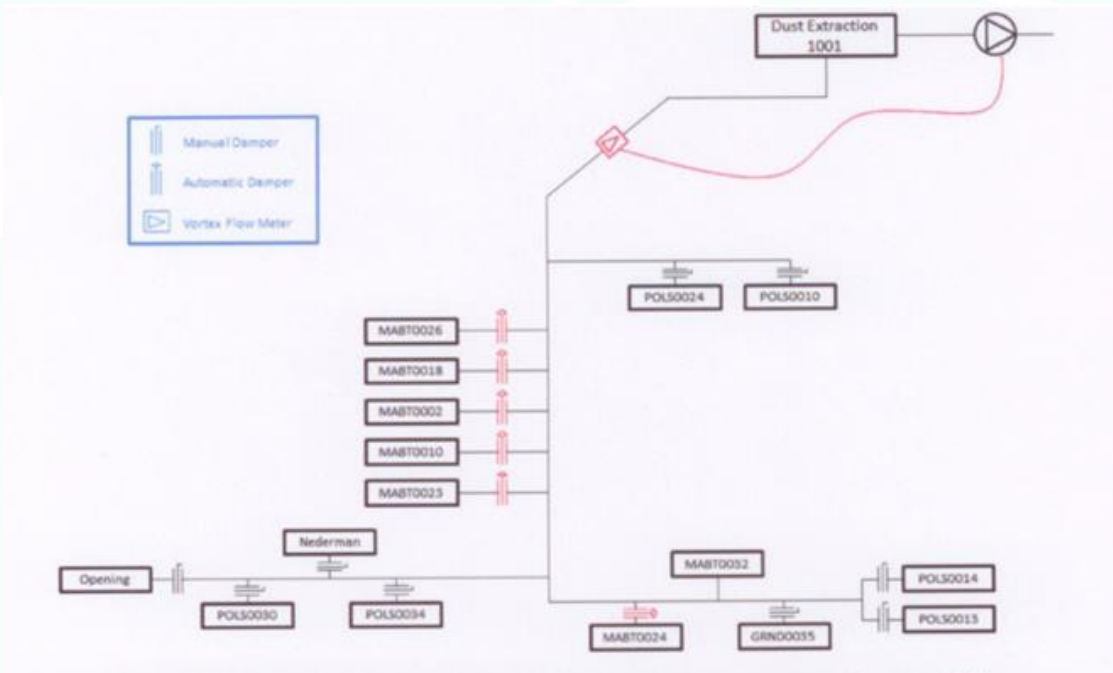 Dust Extraction
1001
Manual Damper
Automatic Damper
Vortex Flow Meter
POLS0024
POLS0010
MABT0026
MABT0018
MABT0002
MABT0010
MABT0023
Nederman
Opening
POLS0030
POLS0034
MABT0032
MABT0024
GRND0035
POLS0014
POLS0013